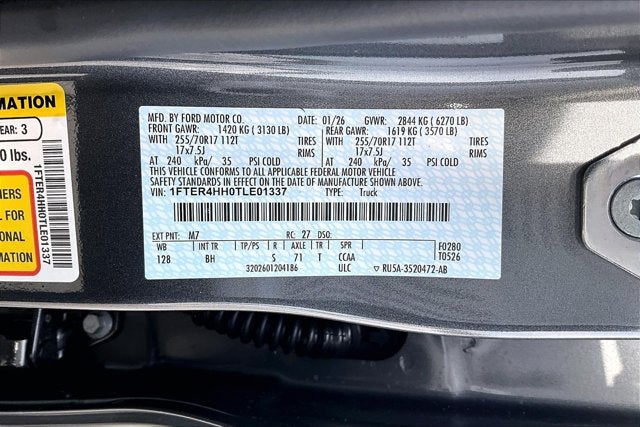 RMATION
EAR: 3
0 lbs.
ERS
L FOR
ONAL
MATION
1FTER4HH0TLE01337
MFD. BY FORD MOTOR CO. 01/26 GVWR: 2844 KG ( 6270 LB)
FRONT GAWR: 1420 KG ( 3130 LB) REAR GAWR: 1619 KG ( 3570 LB)
WITH 255/70R17 112T TIRES WITH 255/70R17 112T TIRES
17x7.5J RIMS 17x7.5J RIMS
AT 240 kPa/ 35 PSI COLD AT 240 kPa/ 35 PSI COLD
THIS VEHICLE CONFORMS TO ALL APPLICABLE FEDERAL MOTOR VEHICLE
SAFETY STANDARDS IN EFFECT ON THE DATE OF MANUFACTURE SHOWN ABOVE.
VIN: 1FTER4HH0TLE01337 TYPE: Truck
EXT PNT: M7 RC: 27 DSO:
WB INT TR TP/PS R AXLE TR SPR F0280
128 BH S 71 T CCAA T0526
3202601204186 ULC RU5A-3520472-AB